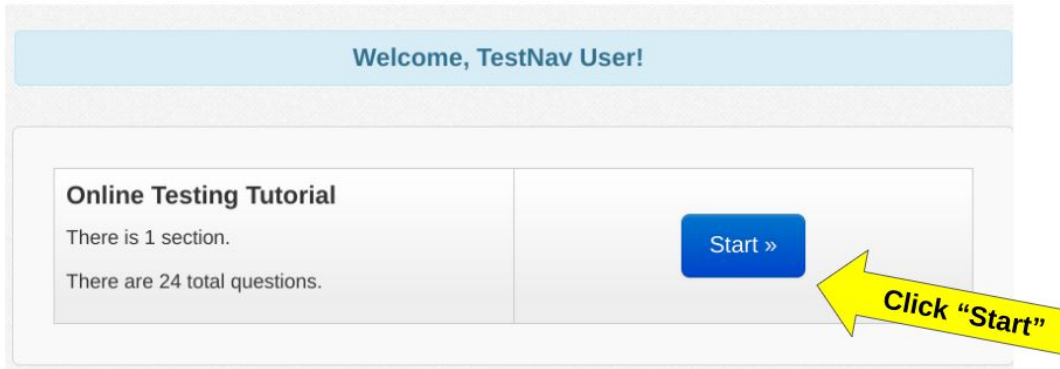 Welcome, TestNav User!
Online Testing Tutorial
There is 1 section.
There are 24 total questions.
Start »
Click “Start”